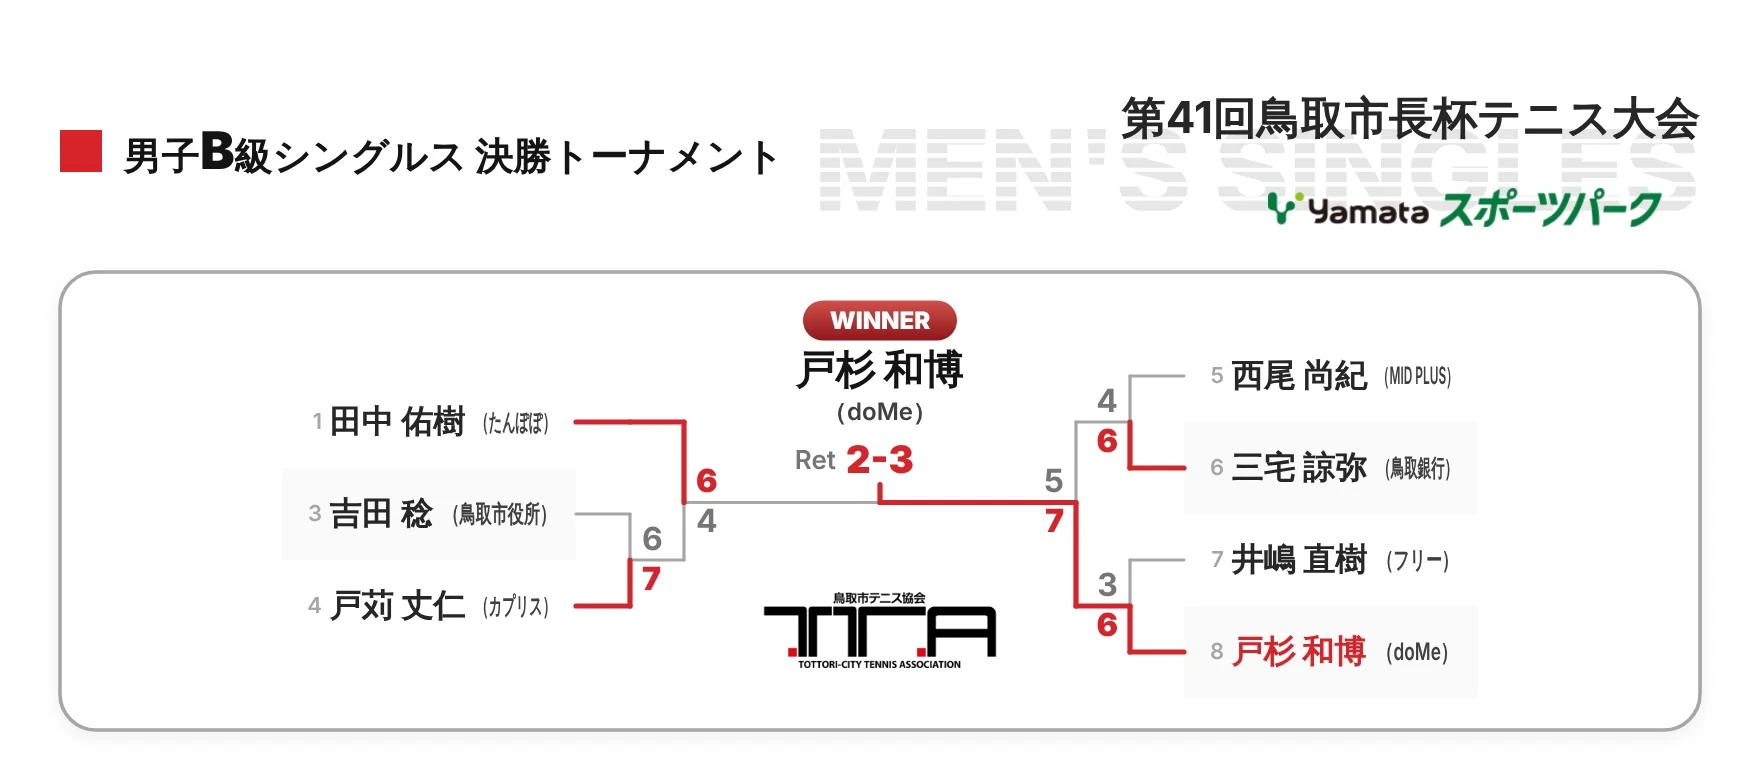 第41回鳥取市長杯テニス大会
男子B級シングルス 決勝トーナメント
MEN'S SINGLES
Yamata スポーツパーク
WINNER
戸杉 和博
(doMe)
Ret 2-3
1 田中 佑樹 (たんぽぽ)
3 吉田 稔 (鳥取市役所)
4 戸苅 丈仁 (カプリス)
6
4
6
7
5 西尾 尚紀 (MID PLUS)
6 三宅 諒弥 (鳥取銀行)
7 井嶋 直樹 (フリー)
8 戸杉 和博 (doMe)
4
6
5
7
3
6
鳥取市テニス協会
TTA
TOTTORI-CITY TENNIS ASSOCIATION